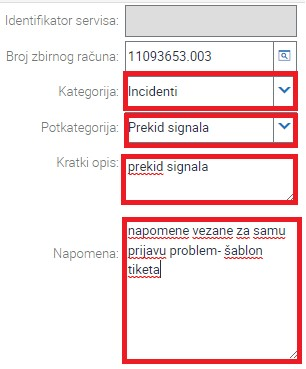 Identifikator servisa:
Broj zbirnog računa: 11093653.003
Kategorija: Incidenti
Potkategorija: Prekid signala
Kratki opis: prekid signala
Napomena: napomene vezane za samu
prijavu problem- šablon
tiketa